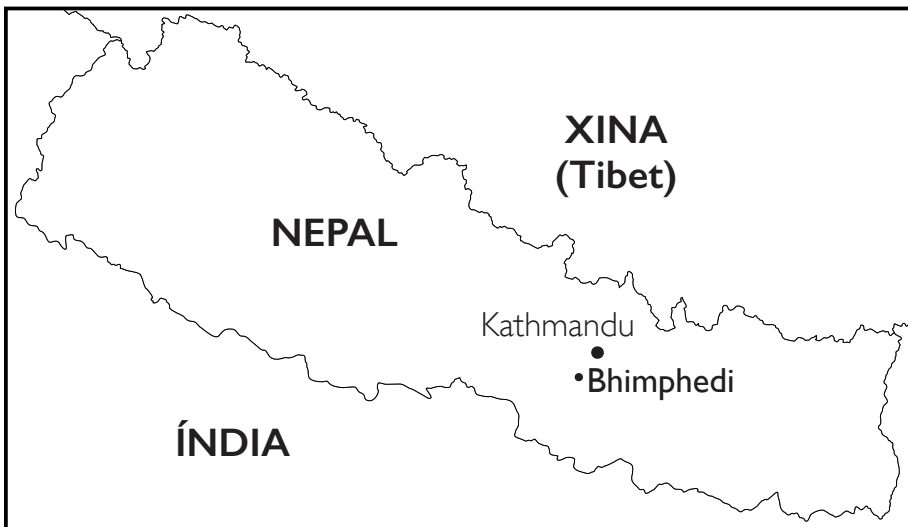 XINA
(Tibet)
NEPAL
Kathmandu
Bhimphedi
ÍNDIA